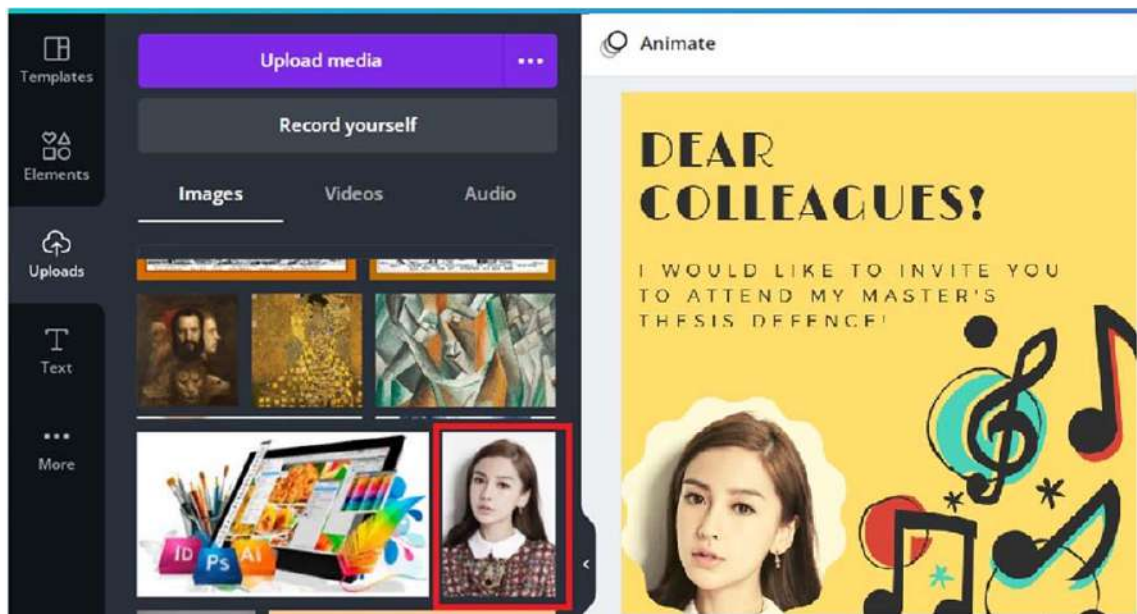 Templates
Elements
Uploads
Text
More
Upload media
Record yourself
Images
Videos
Audio
ID
Ps
Ai
Animate
DEAR
COLLEAGUES!
I WOULD LIKE TO INVITE YOU
TO ATTEND MY MASTER'S
THESIS DEFENCE!